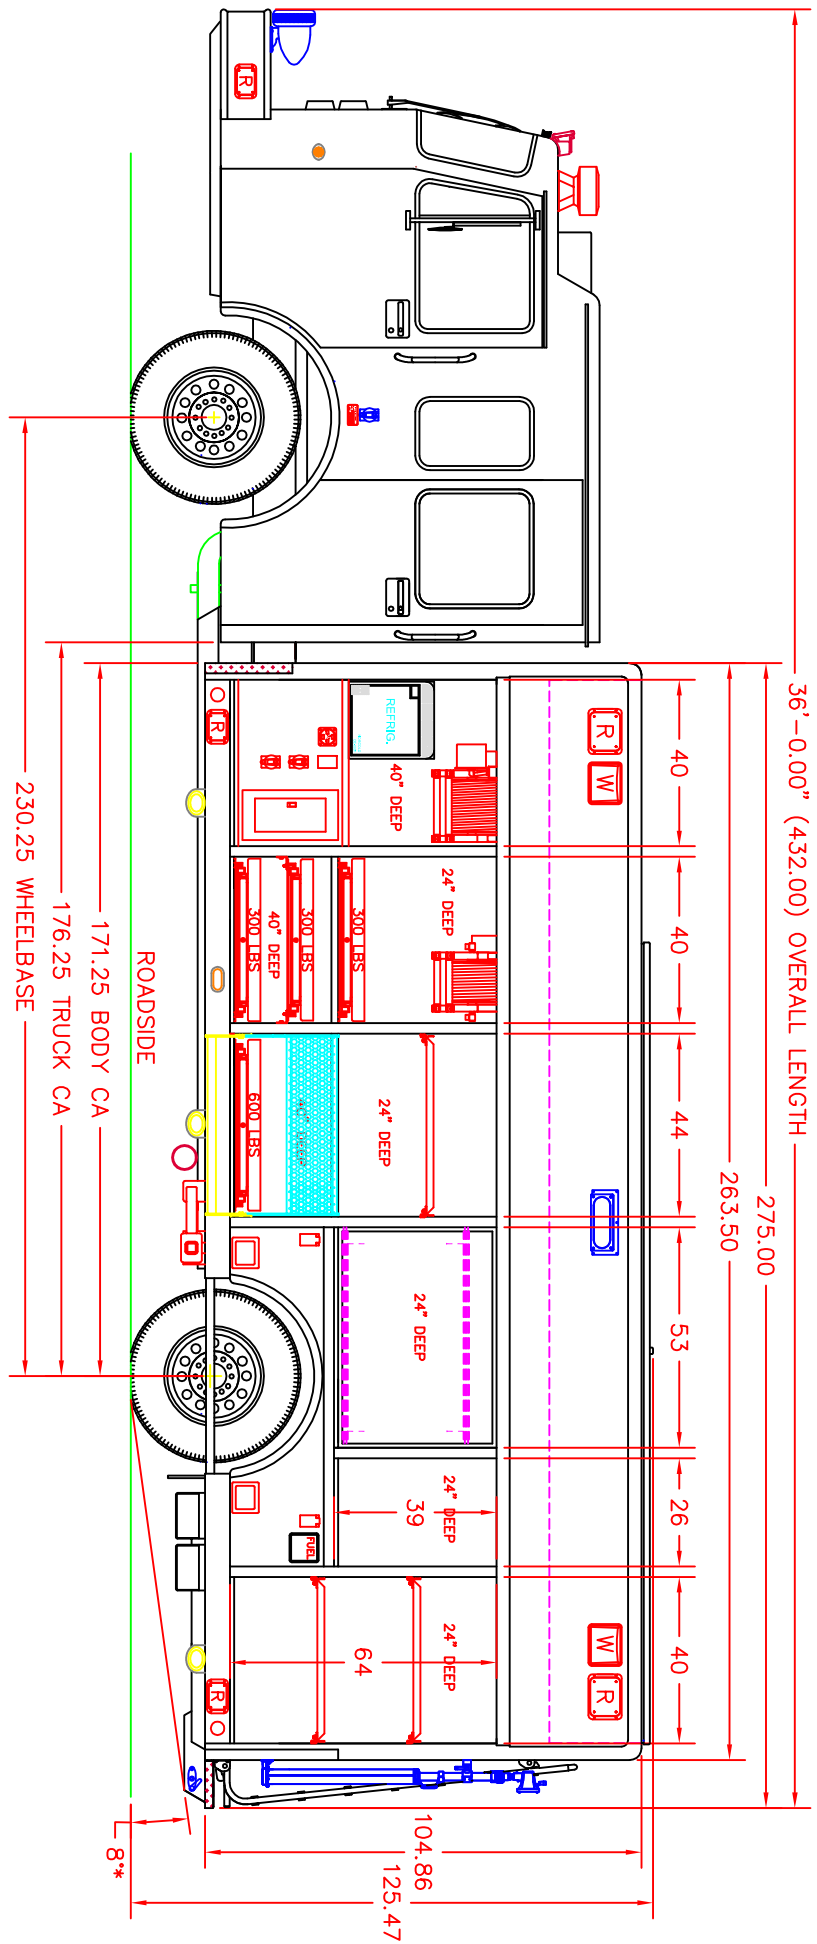 36'-0.00" (432.00) OVERALL LENGTH
275.00
263.50
40
40
44
53
26
40
R
W
W
R
R
REFRIG.
40" DEEP
24" DEEP
300 LBS
300 LBS
40" DEEP
300 LBS
24" DEEP
40" DEEP
600 LBS
24" DEEP
24" DEEP
39
24" DEEP
64
FUEL
R
R
104.86
125.47
8°*
ROADSIDE
171.25 BODY CA
176.25 TRUCK CA
230.25 WHEELBASE